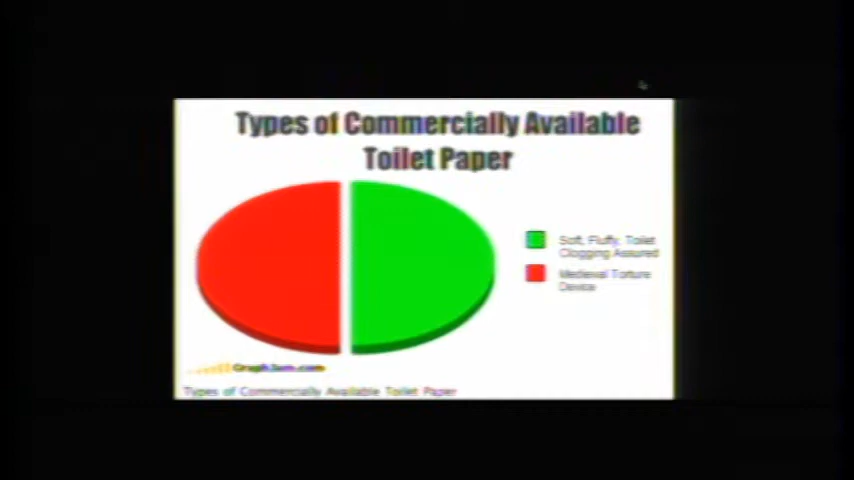 Types of Commercially Available
Toilet Paper
Soft, Fluffy, Toilet
Clogging Assured
Medieval Torture
Device
GraphJam.com
Types of Commercially Available Toilet Paper